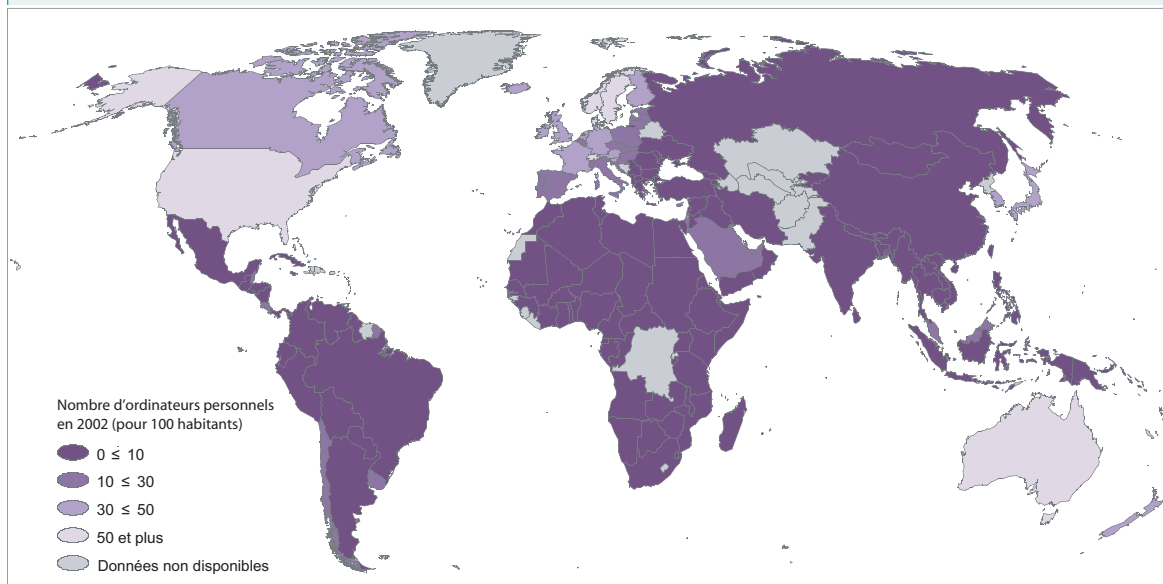 Nombre d'ordinateurs personnels
en 2002 (pour 100 habitants)
0 ≤ 10
10 ≤ 30
30 ≤ 50
50 et plus
Données non disponibles